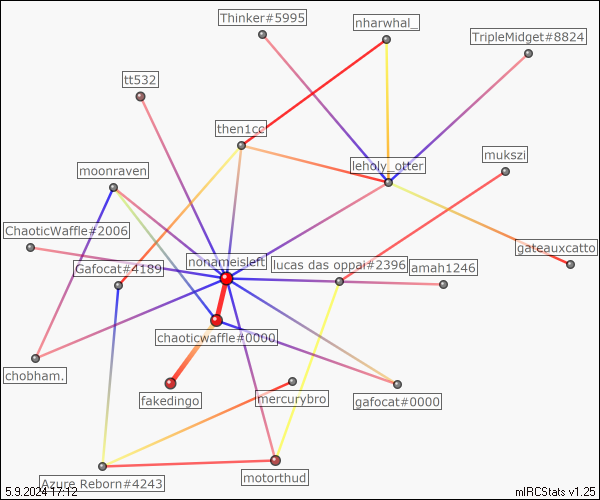 Thinker#5995
nharwhal_
TripleMidget#8824
tt532
then1cc
leholy_otter
mukszi
moonraven
ChaoticWaffle#2006
Gafocat#4189
nonameisleft
lucas das oppai#2396
amah1246
gateauxcatto
chaoticwaffle#0000
chobham.
fakedingo
mercurybro
gafocat#0000
Azure Reborn#4243
motorthud
5.9.2024 17:12
mIRCStats v1.25